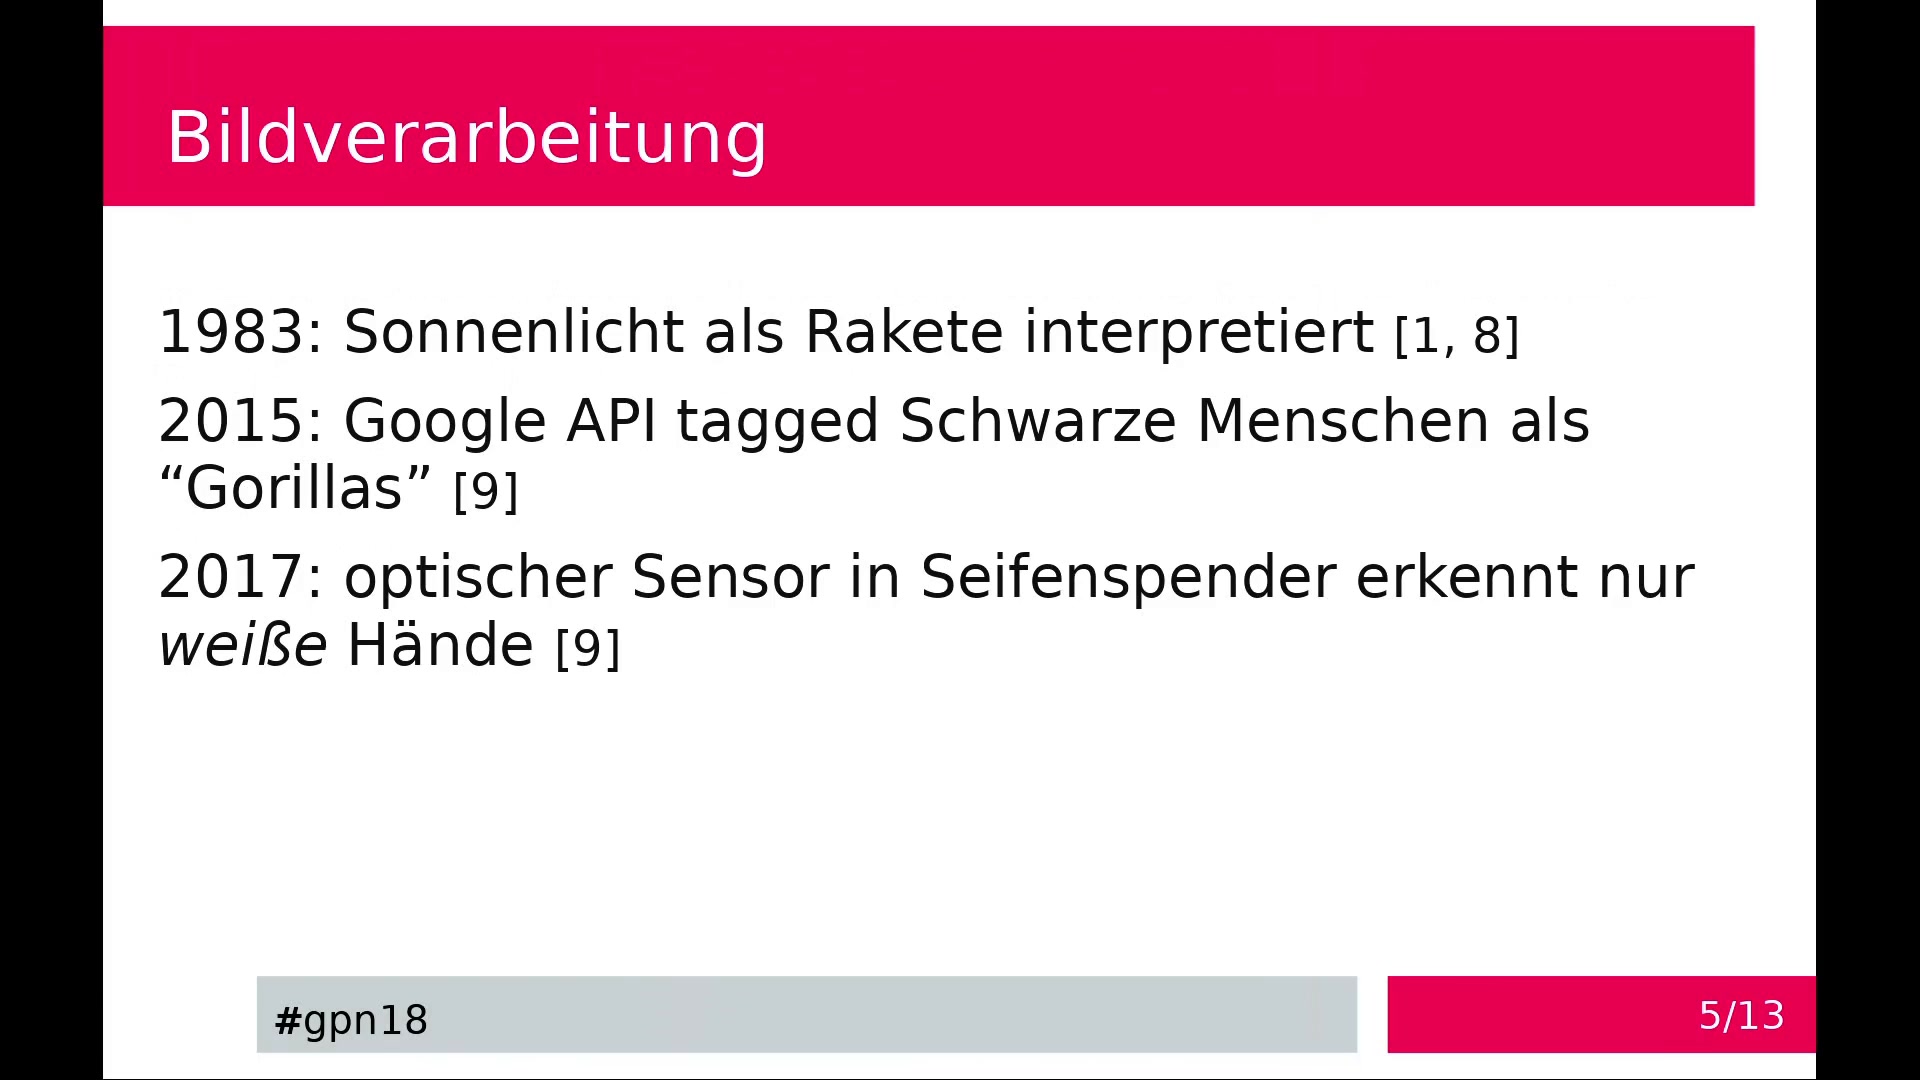 Bildverarbeitung
1983: Sonnenlicht als Rakete interpretiert [1, 8]
2015: Google API tagged Schwarze Menschen als
“Gorillas” [9]
2017: optischer Sensor in Seifenspender erkennt nur
weiße Hände [9]
#gpn18
5/13